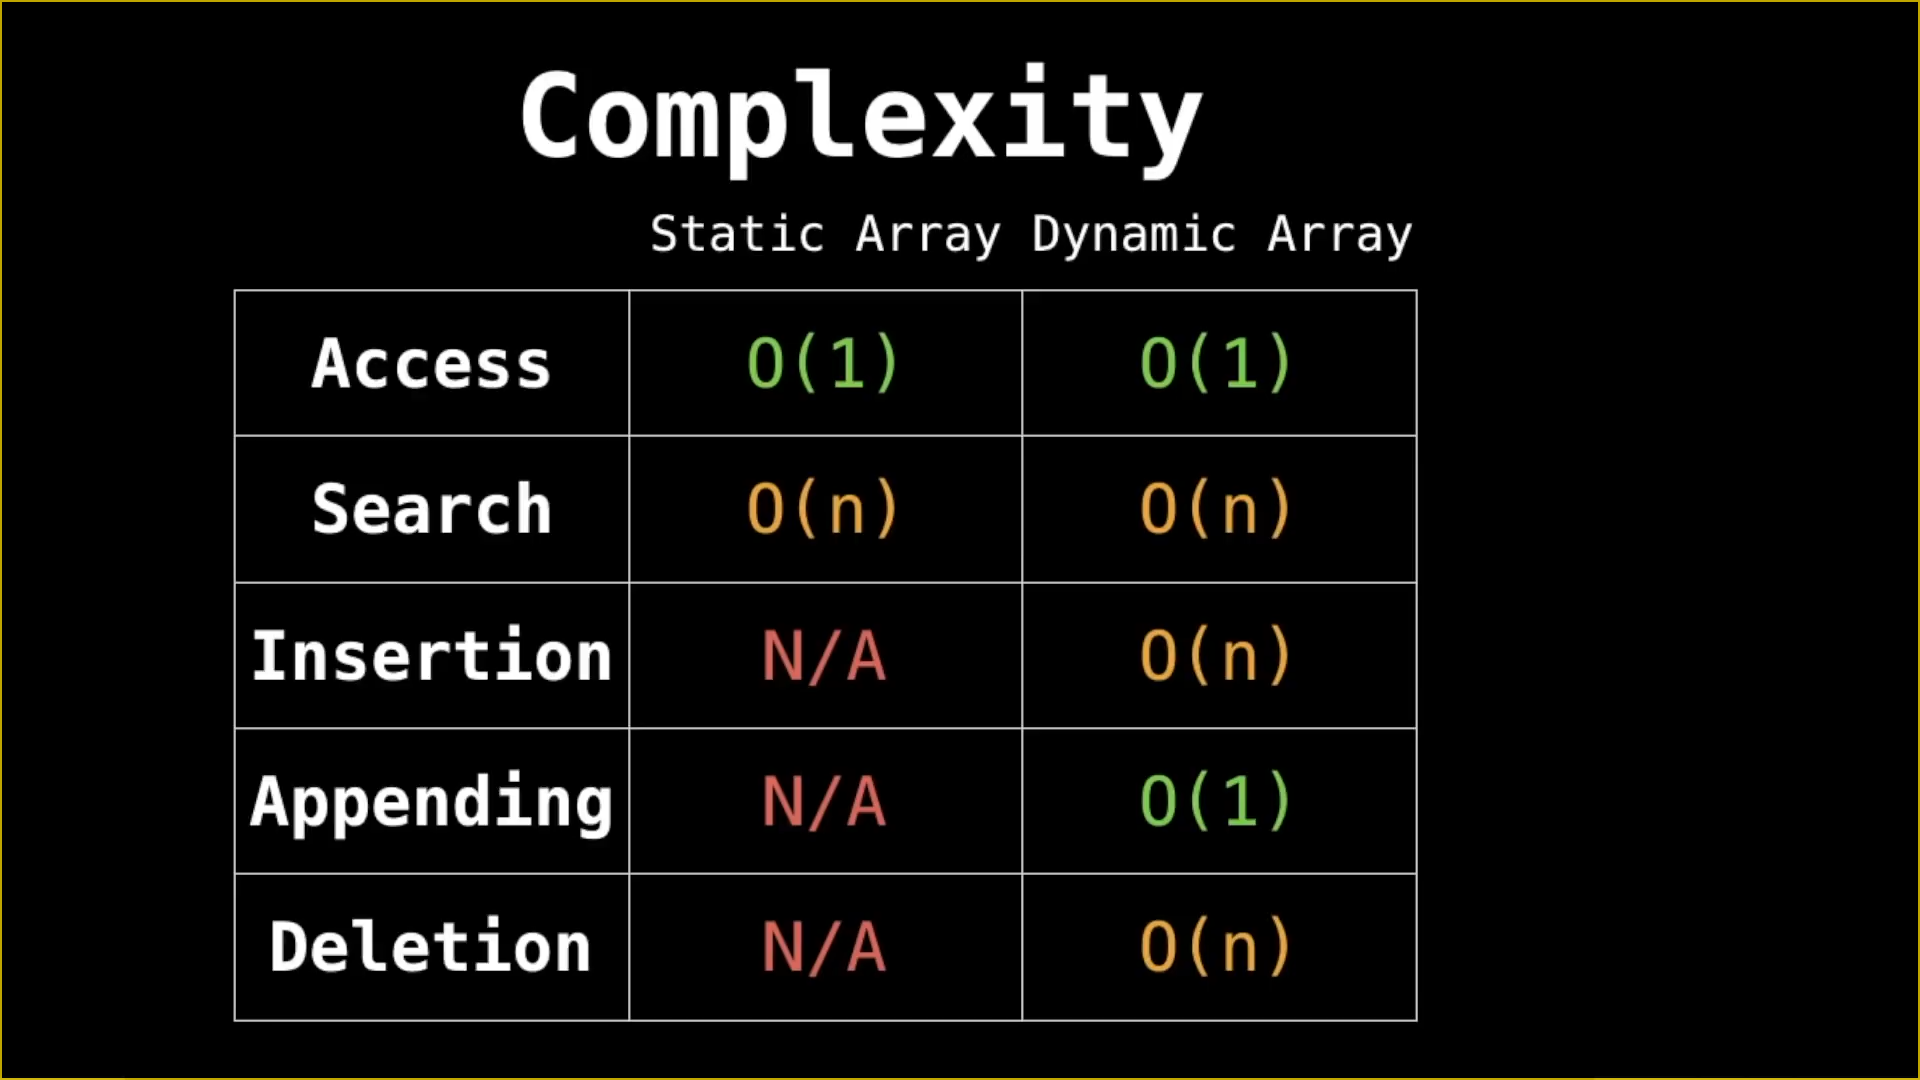 Complexity
Static Array Dynamic Array
Access O(1) O(1)
Search O(n) O(n)
Insertion N/A O(n)
Appending N/A O(1)
Deletion N/A O(n)